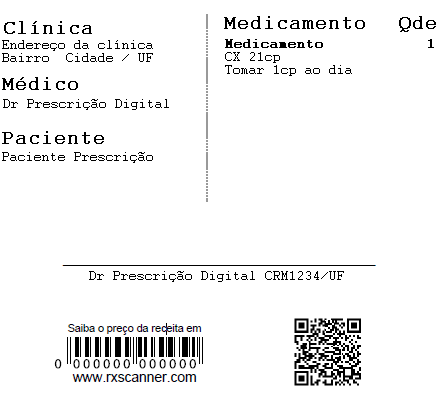 Clínica
Endereço da clínica
Bairro  Cidade / UF
Médico
Dr Prescrição Digital
Paciente
Paciente Prescrição
Medicamento Qde
Medicamento 1
CX 21cp
Tomar 1cp ao dia
Dr Prescrição Digital CRM1234/UF
Saiba o preço da receita em
0 000000 000000
www.rxscanner.com